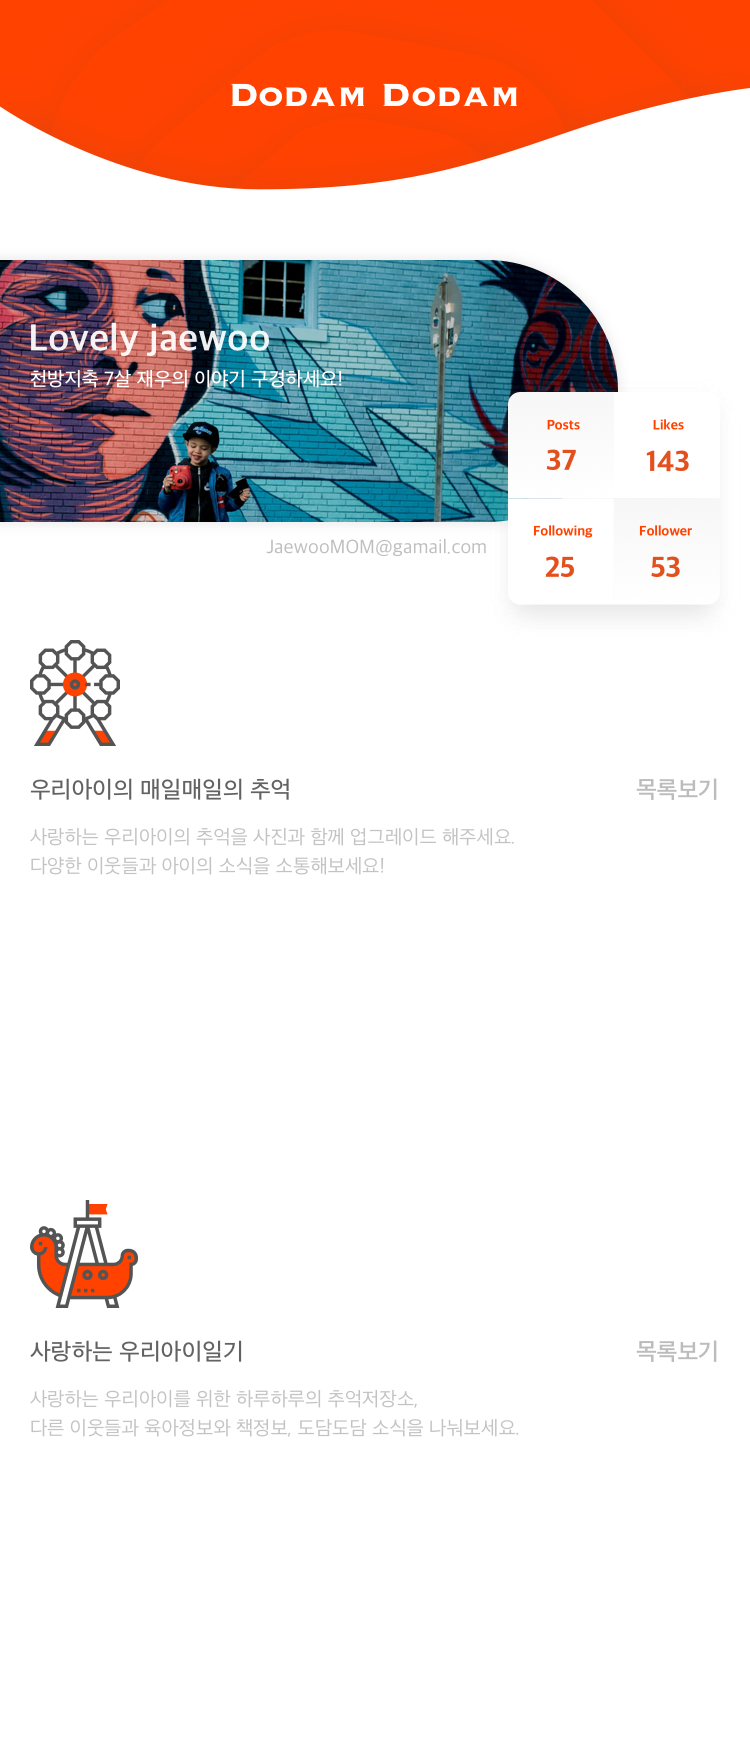 DODAM DODAM
Lovely jaewoo
천방지축 7살 재우의 이야기 구경하세요!
Posts
37
Likes
143
Following
25
Follower
53
JaewooMOM@gamail.com
우리아이의 매일매일의 추억
목록보기
사랑하는 우리아이의 추억을 사진과 함께 업그레이드 해주세요.
다양한 이웃들과 아이의 소식을 소통해보세요!
사랑하는 우리아이일기
목록보기
사랑하는 우리아이를 위한 하루하루의 추억저장소,
다른 이웃들과 육아정보와 책정보, 도담도담 소식을 나눠보세요.